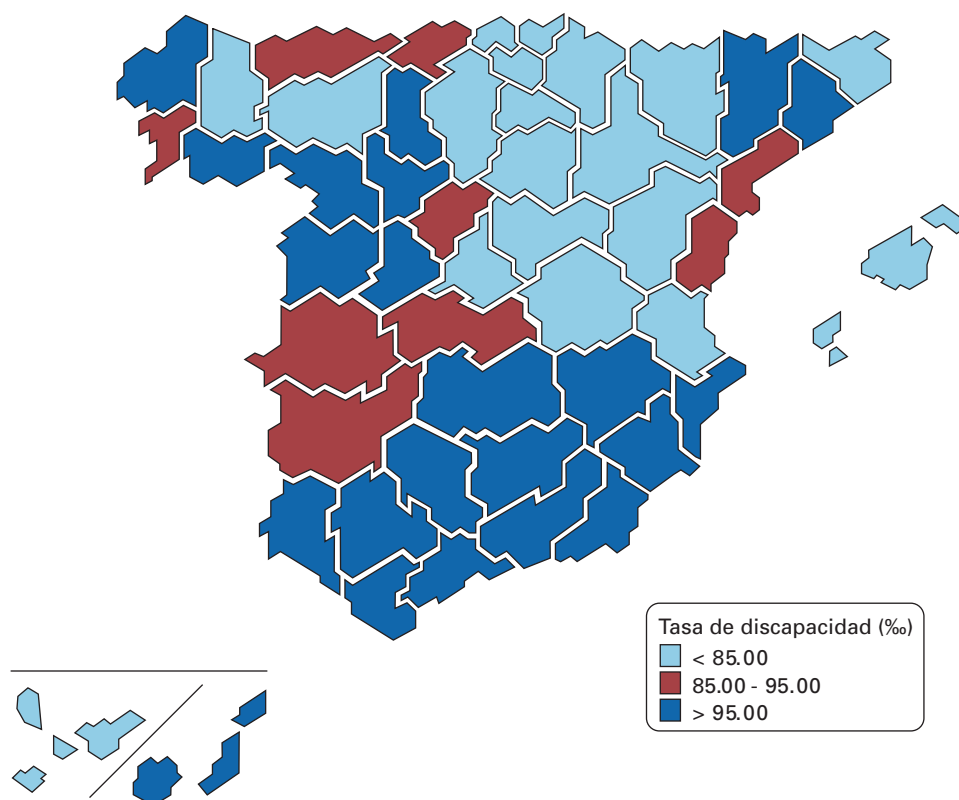 Tasa de discapacidad (‰)
< 85.00
85.00 - 95.00
> 95.00